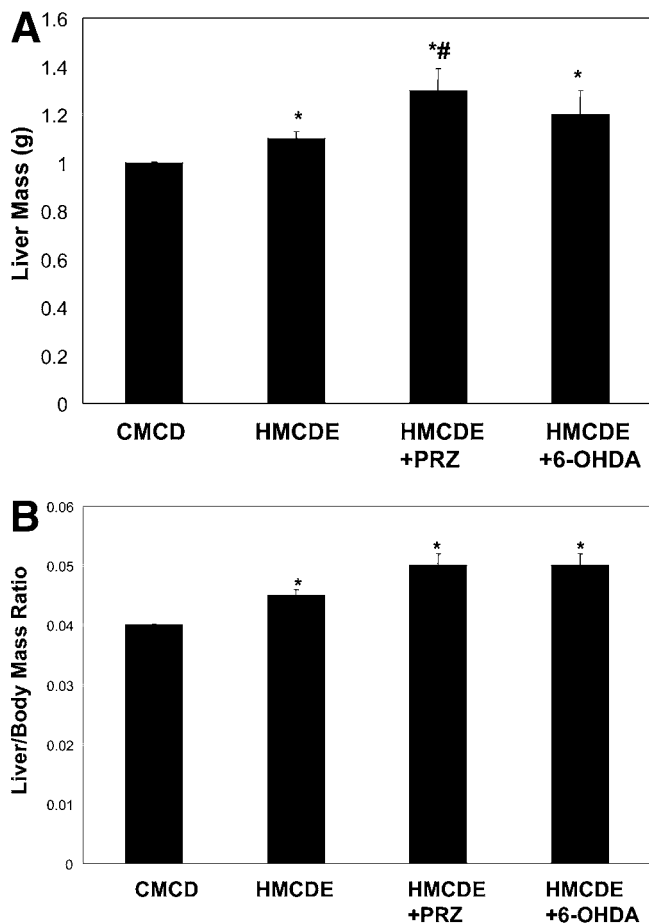 A
Liver Mass (g)
1.6
1.4
1.2
1
0.8
0.6
0.4
0.2
0
*
*#
*
CMCD
HMCDE
HMCDE
+PRZ
HMCDE
+6-OHDA
B
Liver/Body Mass Ratio
0.06
0.05
0.04
0.03
0.02
0.01
0
*
*
*
CMCD
HMCDE
HMCDE
+PRZ
HMCDE
+6-OHDA